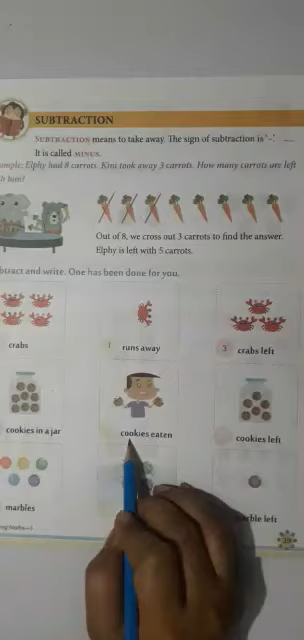 SUBTRACTION
SUBTRACTION means to take away. The sign of subtraction is '-'.
It is called MINUS.
ample: Elphy had 8 carrots. Kini took away 3 carrots. How many carrots are left
th him?
Out of 8, we cross out 3 carrots to find the answer.
Elphy is left with 5 carrots.
btract and write. One has been done for you.
crabs
1 runs away
3 crabs left
cookies in a jar
cookies eaten
cookies left
marbles
arble left
39